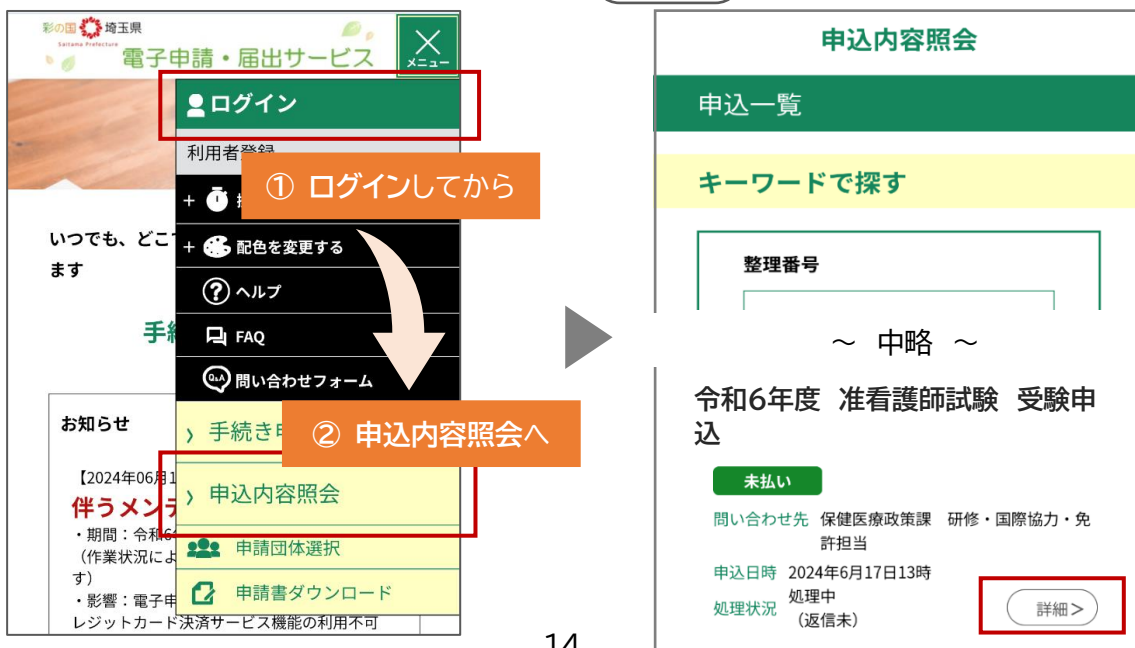 彩の国 埼玉県
Saitama Prefecture
電子申請・届出サービス
メニュー
ログイン
利用者登録
① ログインしてから
+
いつでも、どこ
ます
+ 配色を変更する
ヘルプ
手続
FAQ
問い合わせフォーム
お知らせ
› 手続き申
② 申込内容照会へ
【2024年06月1
› 申込内容照会
伴うメンテ
・期間：令和6
（作業状況によ
す）
申請団体選択
・影響：電子申
申請書ダウンロード
レジットカード決済サービス機能の利用不可
14
申込内容照会
申込一覧
キーワードで探す
整理番号
～ 中略 ～
令和6年度 准看護師試験 受験申
込
未払い
問い合わせ先 保健医療政策課 研修・国際協力・免
許担当
申込日時 2024年6月17日13時
処理状況 処理中
（返信未）
詳細＞